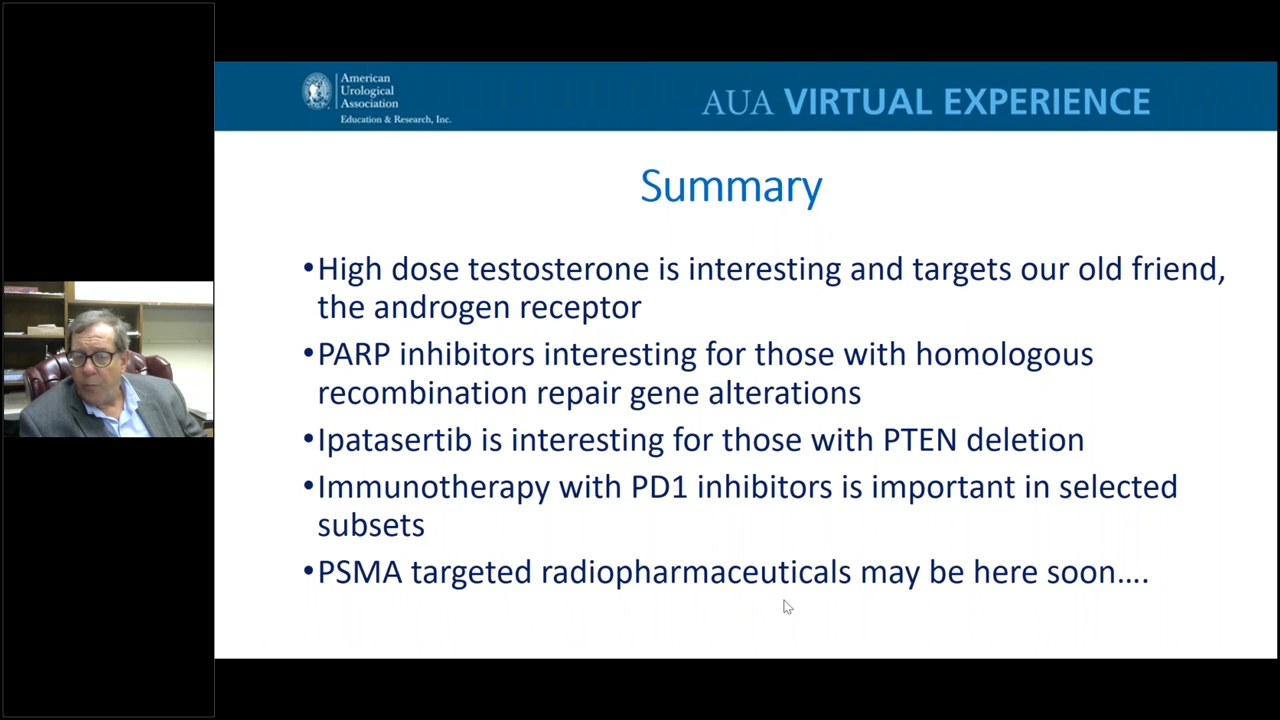 American
Urological
Association
Education & Research, Inc.
AUA VIRTUAL EXPERIENCE
Summary
•High dose testosterone is interesting and targets our old friend,
the androgen receptor
•PARP inhibitors interesting for those with homologous
recombination repair gene alterations
•Ipatasertib is interesting for those with PTEN deletion
•Immunotherapy with PD1 inhibitors is important in selected
subsets
•PSMA targeted radiopharmaceuticals may be here soon….